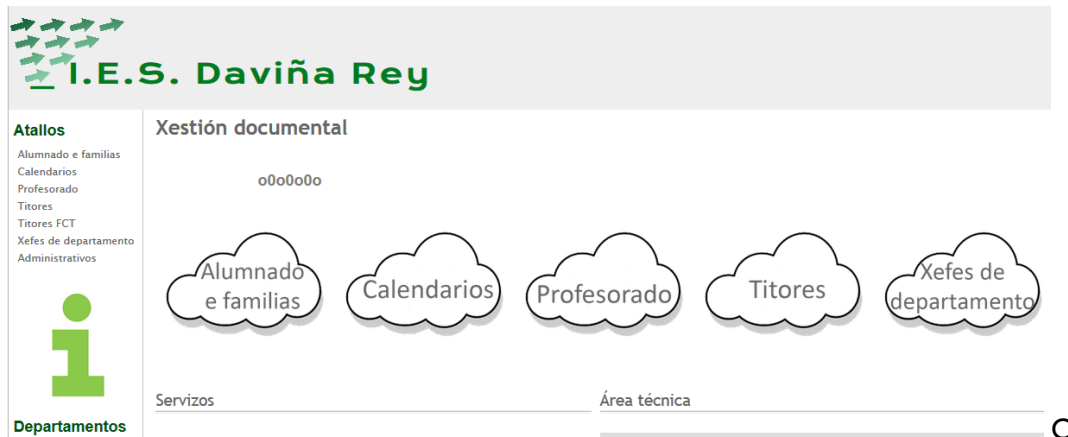 I.E.S. Daviña Rey
Atallos
Alumnado e familias
Calendarios
Profesorado
Titores
Titores FCT
Xefes de departamento
Administrativos
Departamentos
Xestión documental
o0o0o0o
Alumnado
e familias
Calendarios
Profesorado
Titores
Xefes de
departamento
Servizos
Área técnica